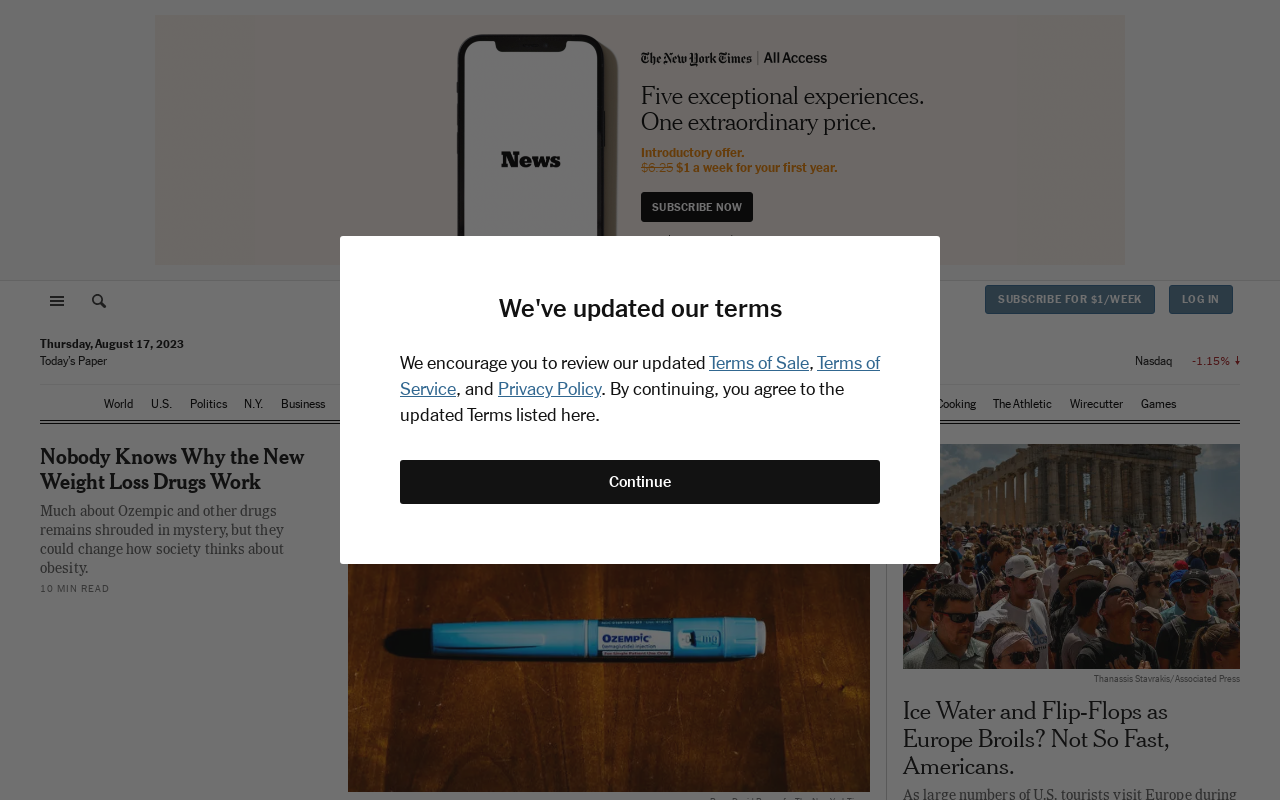 The New York Times | All Access
Five exceptional experiences.
One extraordinary price.
Introductory offer.
$6.25 $1 a week for your first year.
SUBSCRIBE NOW
News
SUBSCRIBE FOR $1/WEEK
LOG IN
Thursday, August 17, 2023
Today's Paper
Nasdaq -1.15%
World U.S. Politics N.Y. Business
Cooking The Athletic Wirecutter Games
We've updated our terms
We encourage you to review our updated Terms of Sale, Terms of
Service, and Privacy Policy. By continuing, you agree to the
updated Terms listed here.
Continue
Nobody Knows Why the New
Weight Loss Drugs Work
Much about Ozempic and other drugs
remains shrouded in mystery, but they
could change how society thinks about
obesity.
10 MIN READ
OZEMPIC
Thanassis Stavrakis/Associated Press
Ice Water and Flip-Flops as
Europe Broils? Not So Fast,
Americans.
As large numbers of U.S. tourists visit Europe during